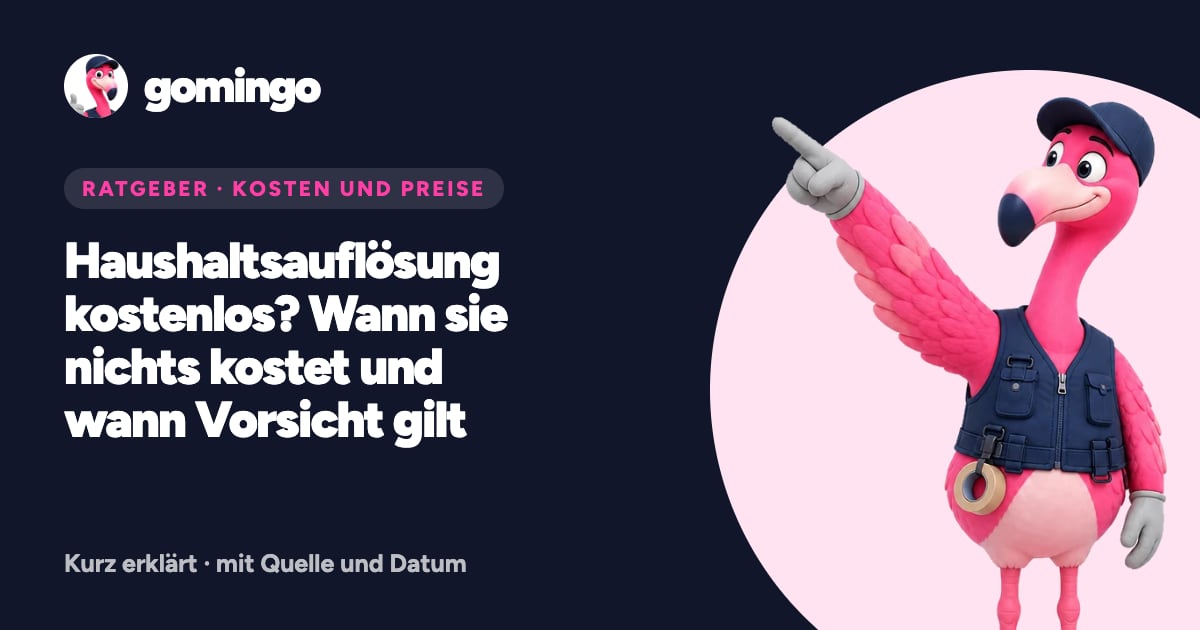 gomingo
RATGEBER · KOSTEN UND PREISE
Haushaltsauflösung
kostenlos? Wann sie
nichts kostet und
wann Vorsicht gilt
Kurz erklärt · mit Quelle und Datum